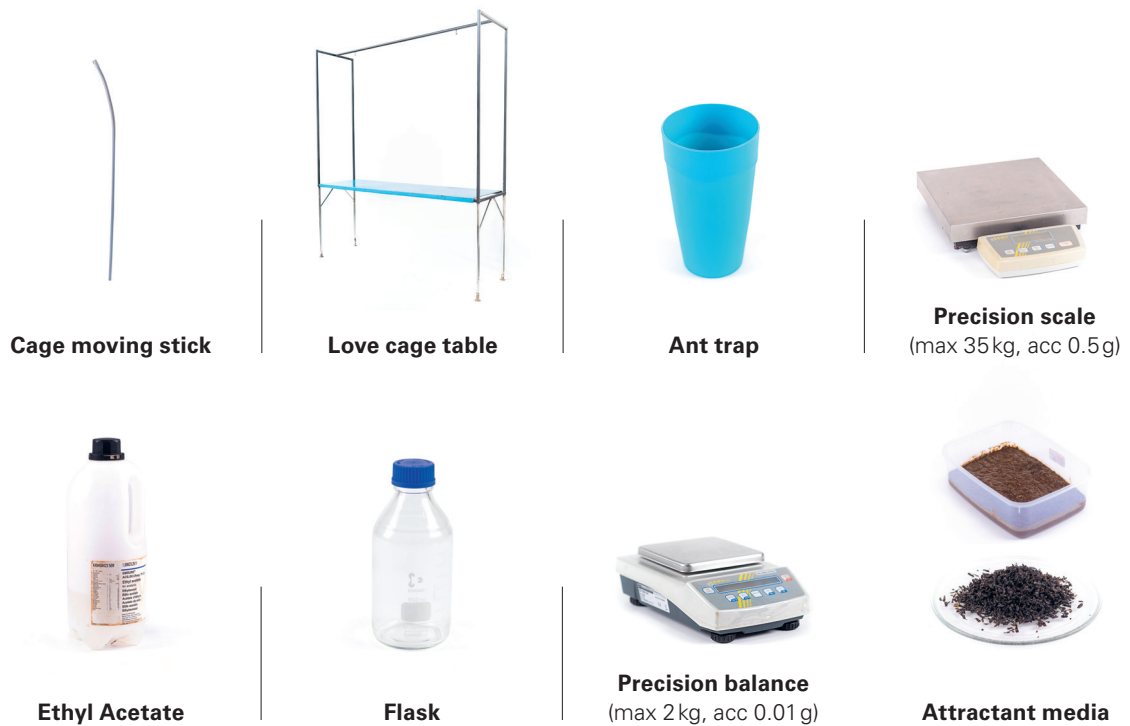 Cage moving stick
Love cage table
Ant trap
Precision scale
(max 35 kg, acc 0.5 g)
Ethyl Acetate
Flask
Precision balance
(max 2 kg, acc 0.01 g)
Attractant media